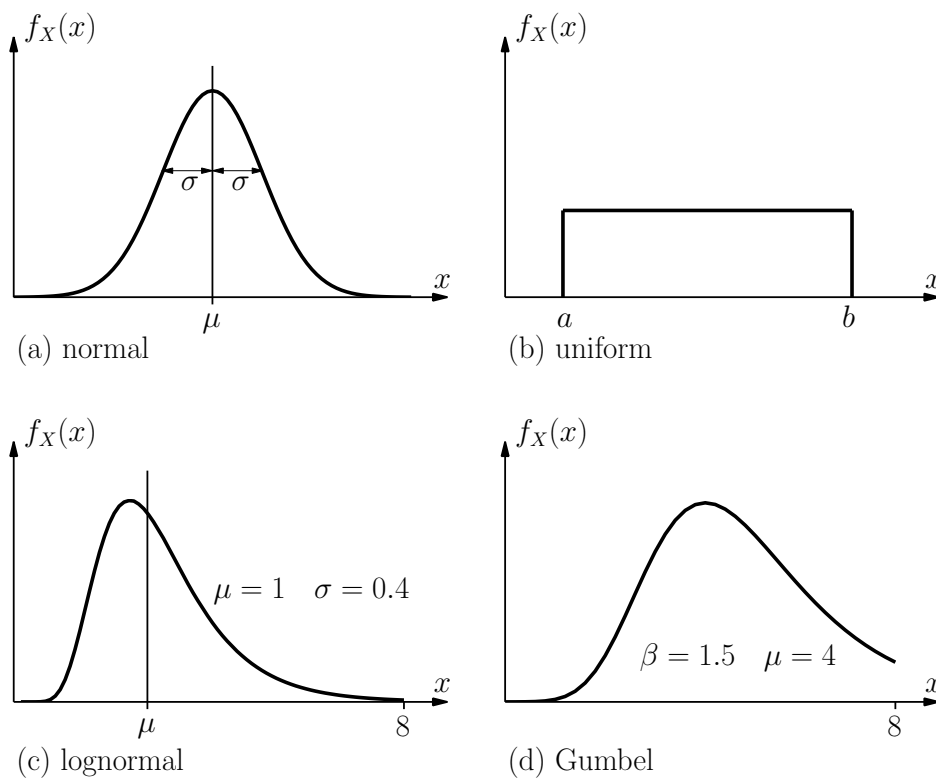 f_X(x)
σ σ
x
μ
(a) normal
f_X(x)
x
a b
(b) uniform
f_X(x)
μ = 1 σ = 0.4
x
μ 8
(c) lognormal
f_X(x)
β = 1.5 μ = 4
x
8
(d) Gumbel